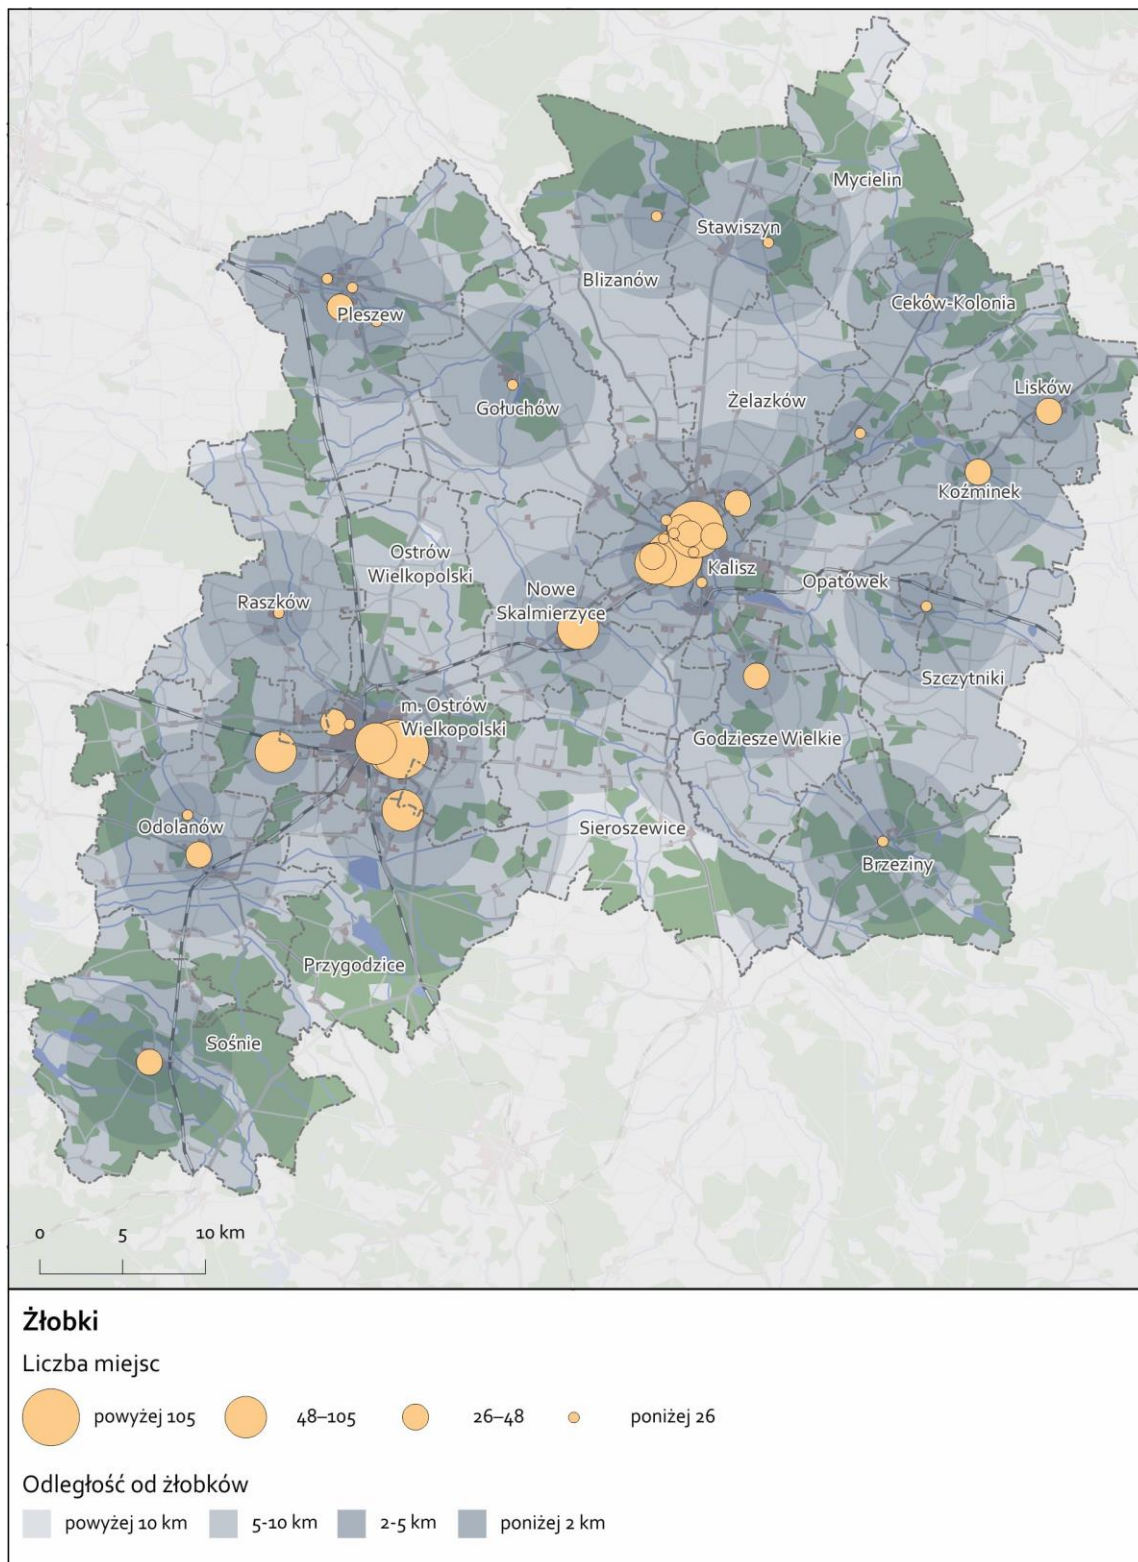 Mycielin
Stawiszyn
Blizanów
Ceków-Kolonia
Pleszew
Lisków
Gołuchów
Żelazków
Koźminek
Ostrów
Wielkopolski
Kalisz
Nowe
Skalmierzyce
Opatówek
Raszków
Szczytniki
m. Ostrów
Wielkopolski
Godziesze Wielkie
Odolanów
Sieroszewice
Brzeziny
Przygodzice
Sośnie
0 5 10 km
Żłobki
Liczba miejsc
powyżej 105 48–105 26–48 poniżej 26
Odległość od żłobków
powyżej 10 km 5-10 km 2-5 km poniżej 2 km